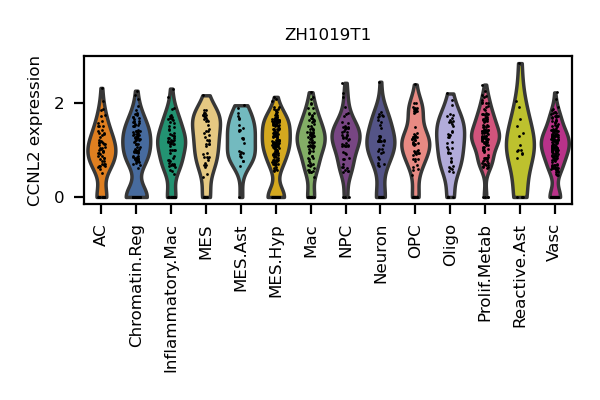 ZH1019T1
CCNL2 expression
2
0
AC
Chromatin.Reg
Inflammatory.Mac
MES
MES.Ast
MES.Hyp
Mac
NPC
Neuron
OPC
Oligo
Prolif.Metab
Reactive.Ast
Vasc